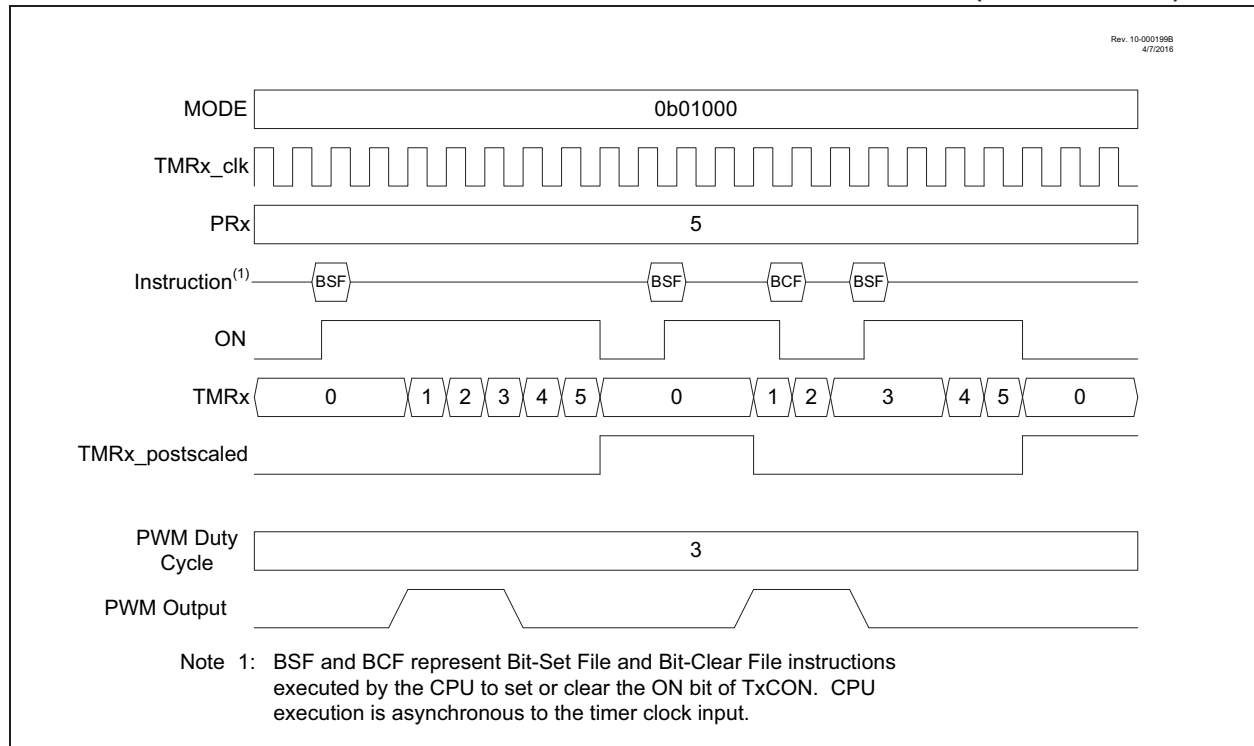 Rev. 10-000199B
4/7/2016
MODE 0b01000
TMRx_clk
PRx 5
Instruction(1) BSF BSF BCF BSF
ON
TMRx 0 1 2 3 4 5 0 1 2 3 4 5 0
TMRx_postscaled
PWM Duty
Cycle 3
PWM Output
Note 1: BSF and BCF represent Bit-Set File and Bit-Clear File instructions
executed by the CPU to set or clear the ON bit of TxCON. CPU
execution is asynchronous to the timer clock input.